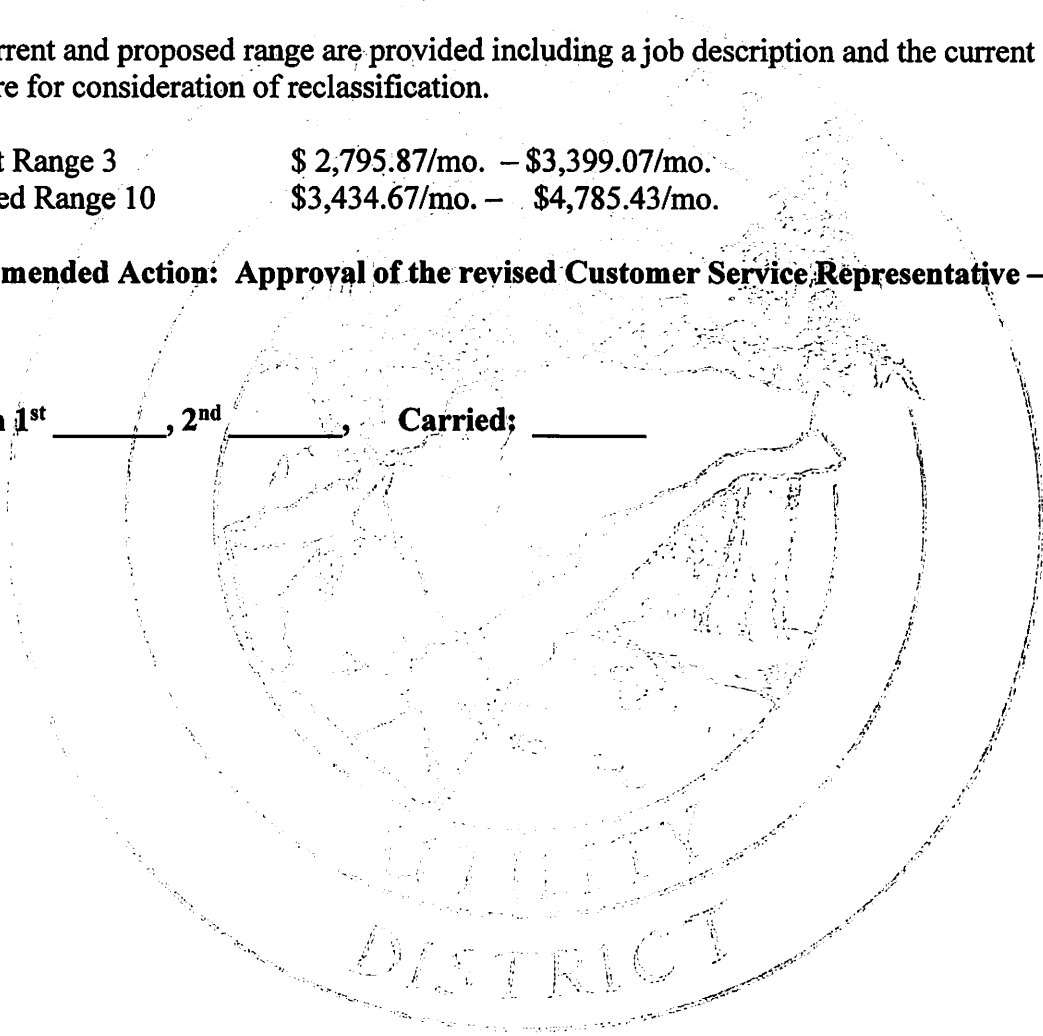 rrent and proposed range are provided including a job description and the current
re for consideration of reclassification.
t Range 3 $ 2,795.87/mo. – $3,399.07/mo.
ed Range 10 $3,434.67/mo. – $4,785.43/mo.
mended Action: Approval of the revised Customer Service Representative –
n 1st ______, 2nd ______, Carried; ______
UTILITY
DISTRICT